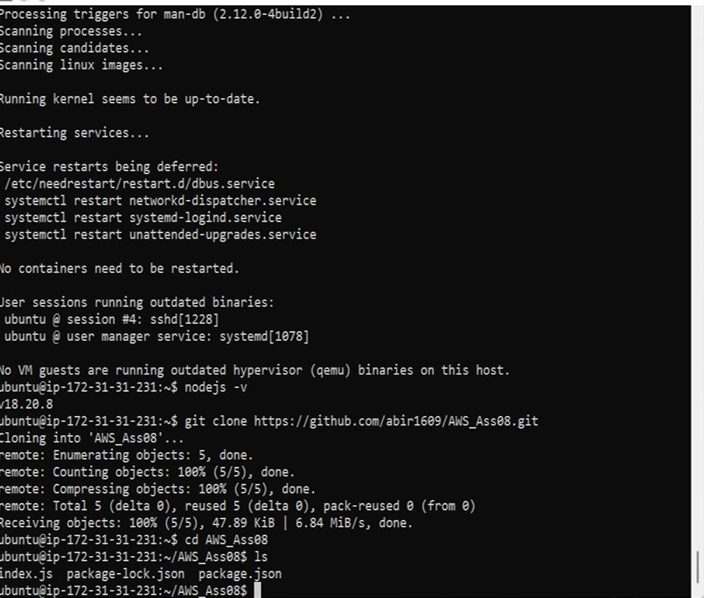 Processing triggers for man-db (2.12.0-4build2) ...
Scanning processes...
Scanning candidates...
Scanning linux images...
Running kernel seems to be up-to-date.
Restarting services...
Service restarts being deferred:
/etc/needrestart/restart.d/dbus.service
systemctl restart networkd-dispatcher.service
systemctl restart systemd-logind.service
systemctl restart unattended-upgrades.service
No containers need to be restarted.
User sessions running outdated binaries:
ubuntu @ session #4: sshd[1228]
ubuntu @ user manager service: systemd[1078]
No VM guests are running outdated hypervisor (qemu) binaries on this host.
ubuntu@ip-172-31-31-231:~$ nodejs -v
v18.20.8
ubuntu@ip-172-31-31-231:~$ git clone https://github.com/abir1609/AWS_Ass08.git
Cloning into 'AWS_Ass08'...
remote: Enumerating objects: 5, done.
remote: Counting objects: 100% (5/5), done.
remote: Compressing objects: 100% (5/5), done.
remote: Total 5 (delta 0), reused 5 (delta 0), pack-reused 0 (from 0)
Receiving objects: 100% (5/5), 47.89 KiB | 6.84 MiB/s, done.
ubuntu@ip-172-31-31-231:~$ cd AWS_Ass08
ubuntu@ip-172-31-31-231:~/AWS_Ass08$ ls
index.js package-lock.json package.json
ubuntu@ip-172-31-31-231:~/AWS_Ass08$